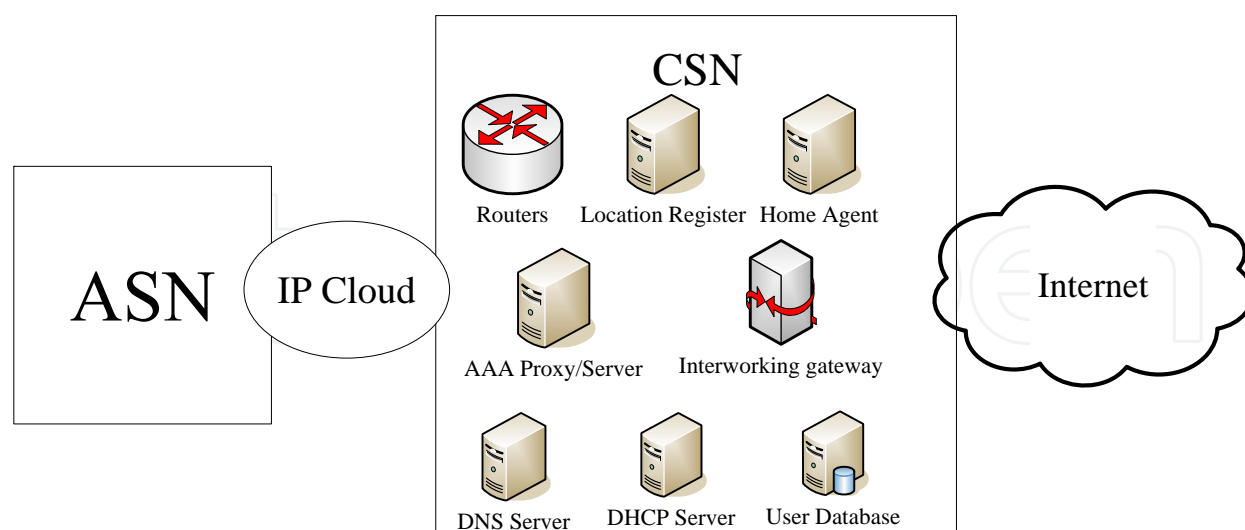 CSN
Routers
Location Register
Home Agent
ASN
IP Cloud
Internet
AAA Proxy/Server
Interworking gateway
DNS Server
DHCP Server
User Database